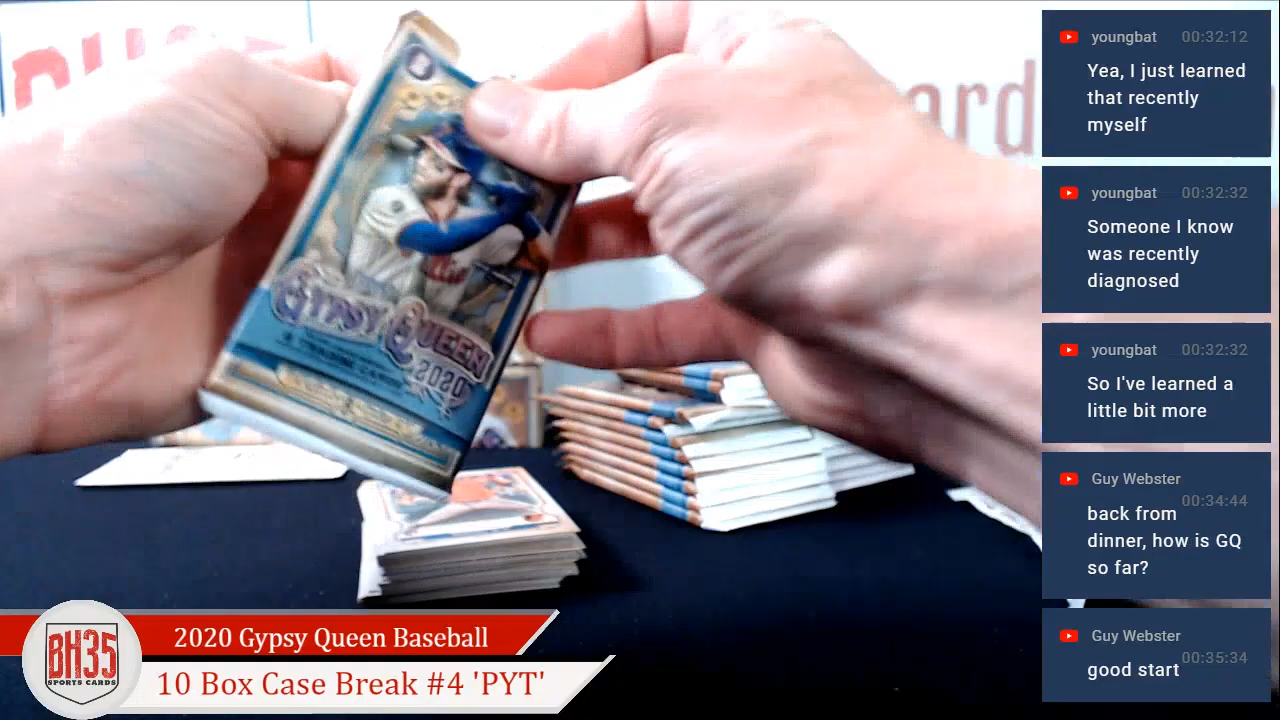 ard
GYPSY QUEEN
2020
youngbat 00:32:12
Yea, I just learned
that recently
myself
youngbat 00:32:32
Someone I know
was recently
diagnosed
youngbat 00:32:32
So I've learned a
little bit more
Guy Webster
00:34:44
back from
dinner, how is GQ
so far?
Guy Webster
00:35:34
good start
BH35
SPORTS CARDS
2020 Gypsy Queen Baseball
10 Box Case Break #4 'PYT'